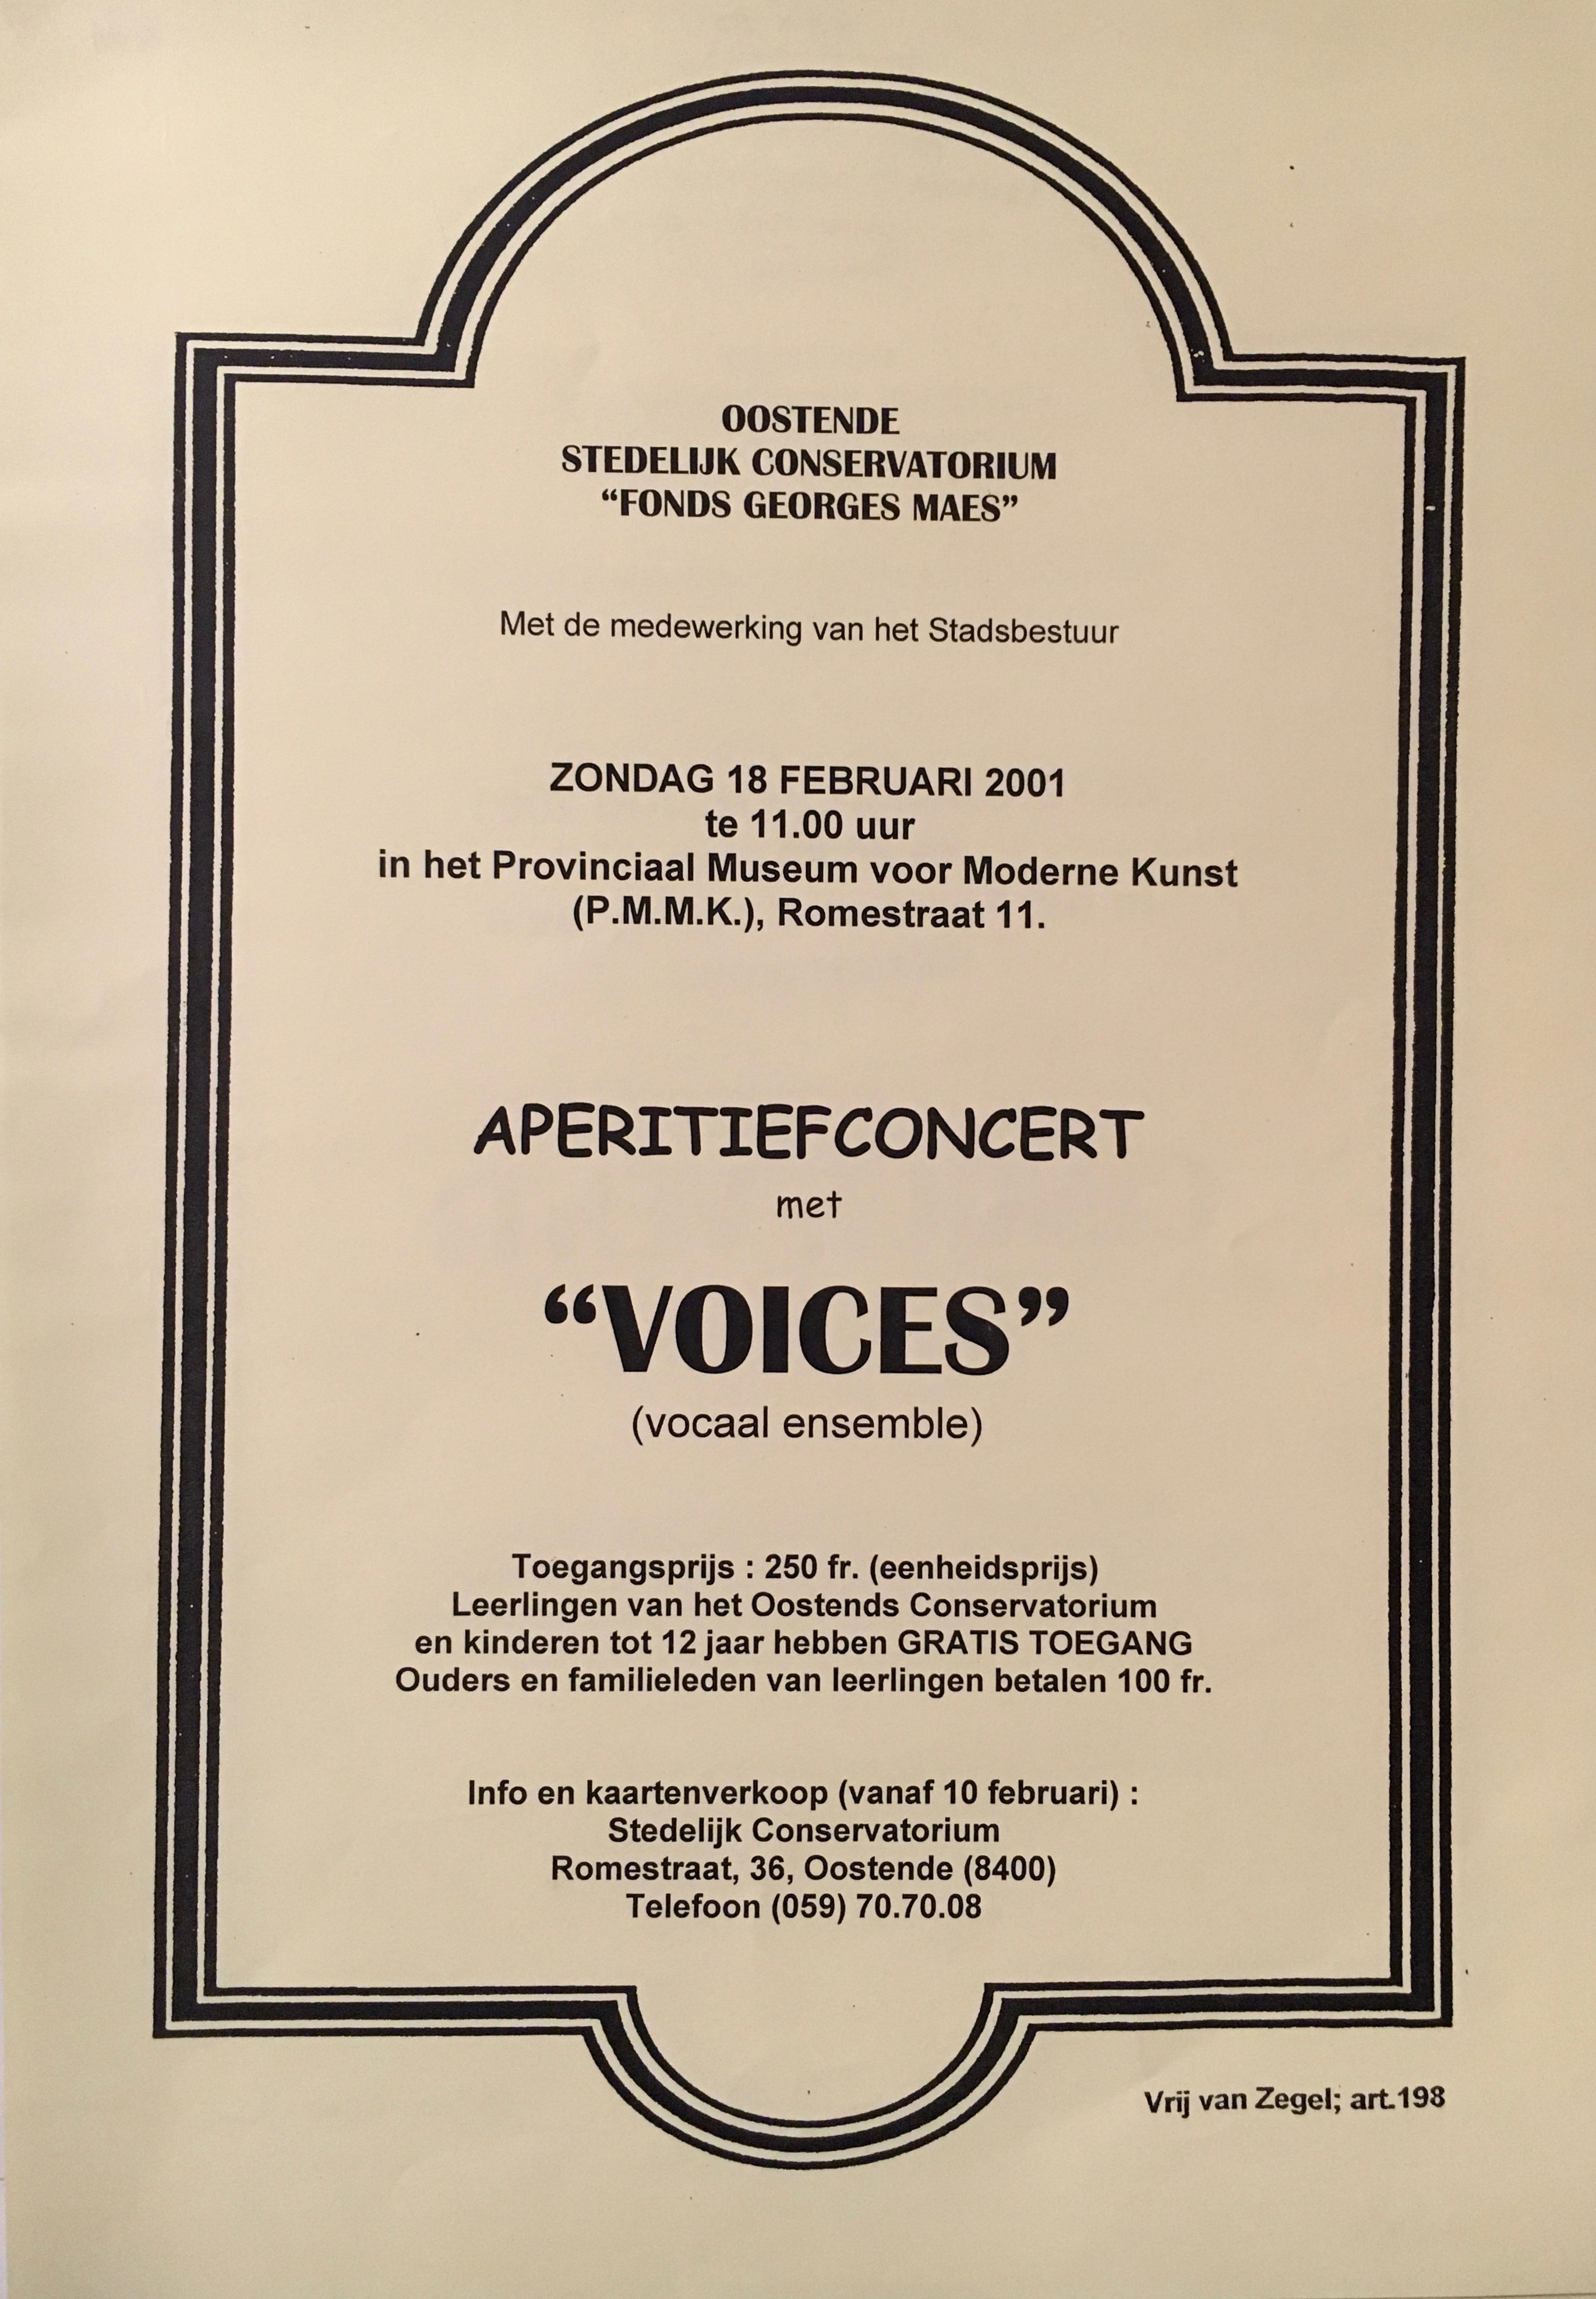 OOSTENDE
STEDELIJK CONSERVATORIUM
“FONDS GEORGES MAES”
Met de medewerking van het Stadsbestuur
ZONDAG 18 FEBRUARI 2001
te 11.00 uur
in het Provinciaal Museum voor Moderne Kunst
(P.M.M.K.), Romestraat 11.
APERITIEFCONCERT
met
“VOICES”
(vocaal ensemble)
Toegangsprijs : 250 fr. (eenheidsprijs)
Leerlingen van het Oostends Conservatorium
en kinderen tot 12 jaar hebben GRATIS TOEGANG
Ouders en familieleden van leerlingen betalen 100 fr.
Info en kaartenverkoop (vanaf 10 februari) :
Stedelijk Conservatorium
Romestraat, 36, Oostende (8400)
Telefoon (059) 70.70.08
Vrij van Zegel; art.198